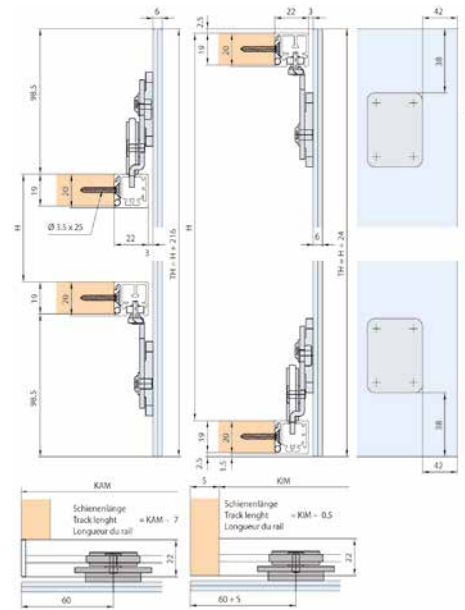 6
2.5
22
3
42
19
20
38
98.5
19
20
Ø 3.5 x 25
22
3
H
H
6
TH = H + 216
TH = H + 24
19
20
98.5
19
20
2.5
1.5
38
42
KAM
S
KIM
Schienenlänge
Track lenght = KAM - 7
Longueur du rail
Schienenlänge
Track lenght = KIM - 0.5
Longueur du rail
22
22
60
60 + S